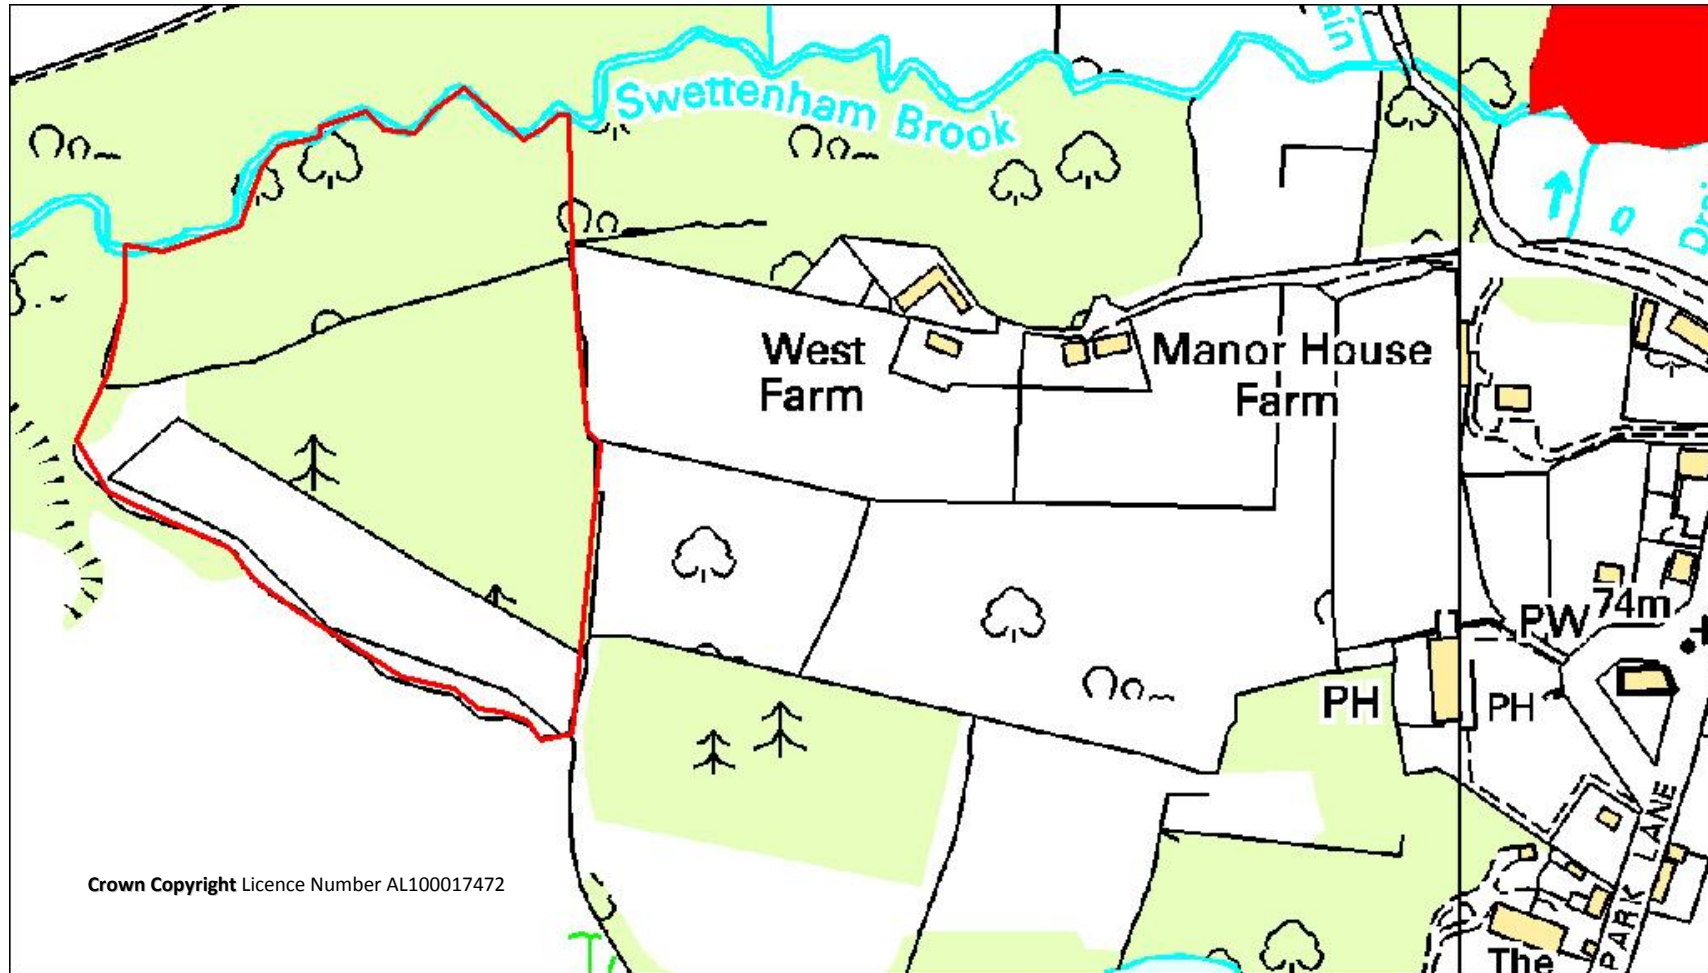 Swettenham Brook
West
Farm
Manor House
Farm
PW
74m
PH
PH
PARK LANE
The
Crown Copyright Licence Number AL100017472